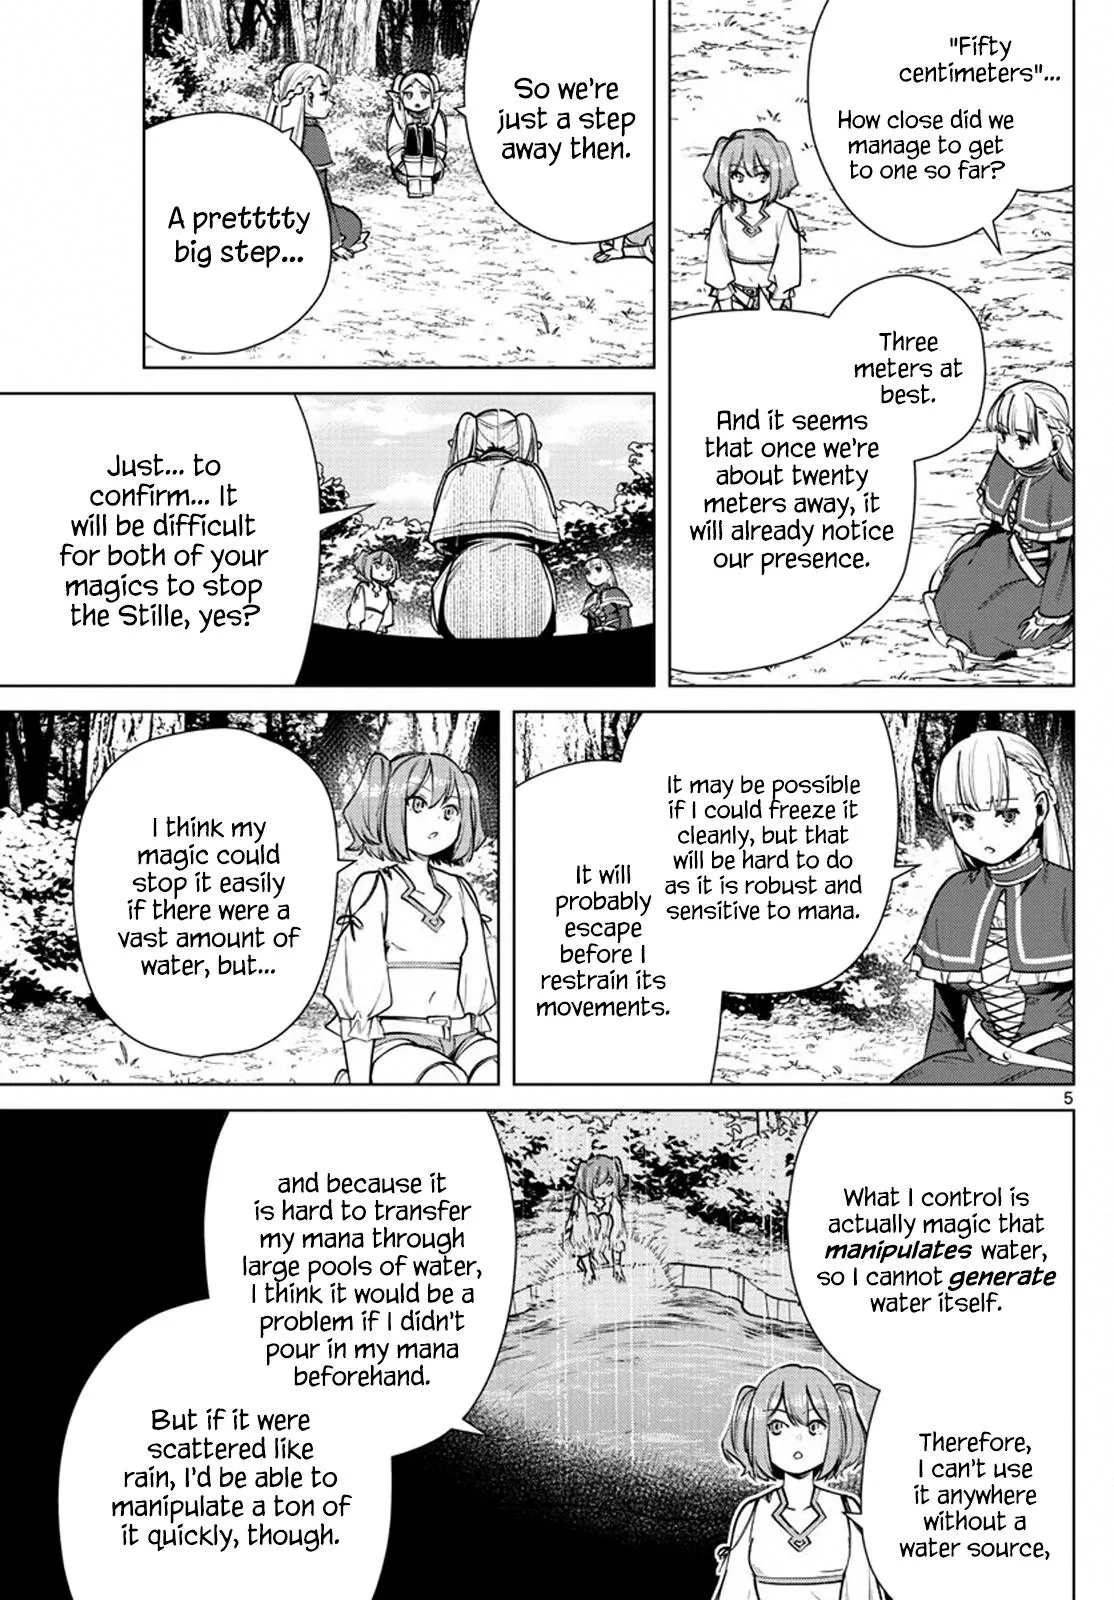 "Fifty
centimeters"...
How close did we
manage to get
to one so far?
Three
meters at
best.
And it seems
that once we're
about twenty
meters away, it
will already notice
our presence.
So we're
just a step
away then.
A prettttty
big step...
Just... to
confirm... It
will be difficult
for both of your
magics to stop
the Stille, yes?
It may be possible
if I could freeze it
cleanly, but that
will be hard to do
as it is robust and
sensitive to mana.
It will
probably
escape
before I
restrain its
movements.
I think my
magic could
stop it easily
if there were a
vast amount of
water, but...
5
What I control is
actually magic that
manipulates water,
so I cannot generate
water itself.
Therefore,
I can't use
it anywhere
without a
water source,
and because it
is hard to transfer
my mana through
large pools of water,
I think it would be a
problem if I didn't
pour in my mana
beforehand.
But if it were
scattered like
rain, I'd be able to
manipulate a ton of
it quickly, though.